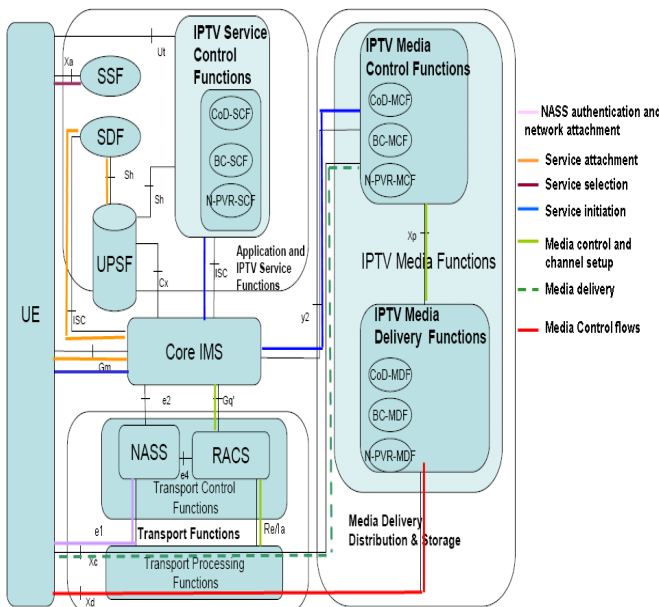 UE
Xa
Ut
SSF
SDF
Sh
Sh
UPSF
ISC
Cx
Gm
IPTV Service
Control
Functions
CoD-SCF
BC-SCF
N-PVR-SCF
Application and
IPTV Service
Functions
ISC
Core IMS
y2
e2
Gq'
NASS
RACS
e4
Transport Control
Functions
e1
Transport Functions
Re/Ia
Xc
Transport Processing
Functions
Xd
IPTV Media
Control Functions
CoD-MCF
BC-MCF
N-PVR-MCF
Xp
IPTV Media Functions
IPTV Media
Delivery Functions
CoD-MDF
BC-MDF
N-PVR-MDF
Media Delivery
Distribution & Storage
NASS authentication and
network attachment
Service attachment
Service selection
Service initiation
Media control and
channel setup
Media delivery
Media Control flows